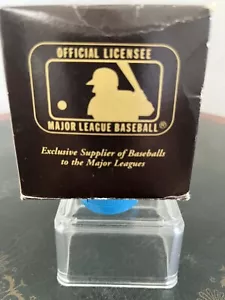 OFFICIAL LICENSEE
MAJOR LEAGUE BASEBALL®
Exclusive Supplier of Baseballs
to the Major Leagues